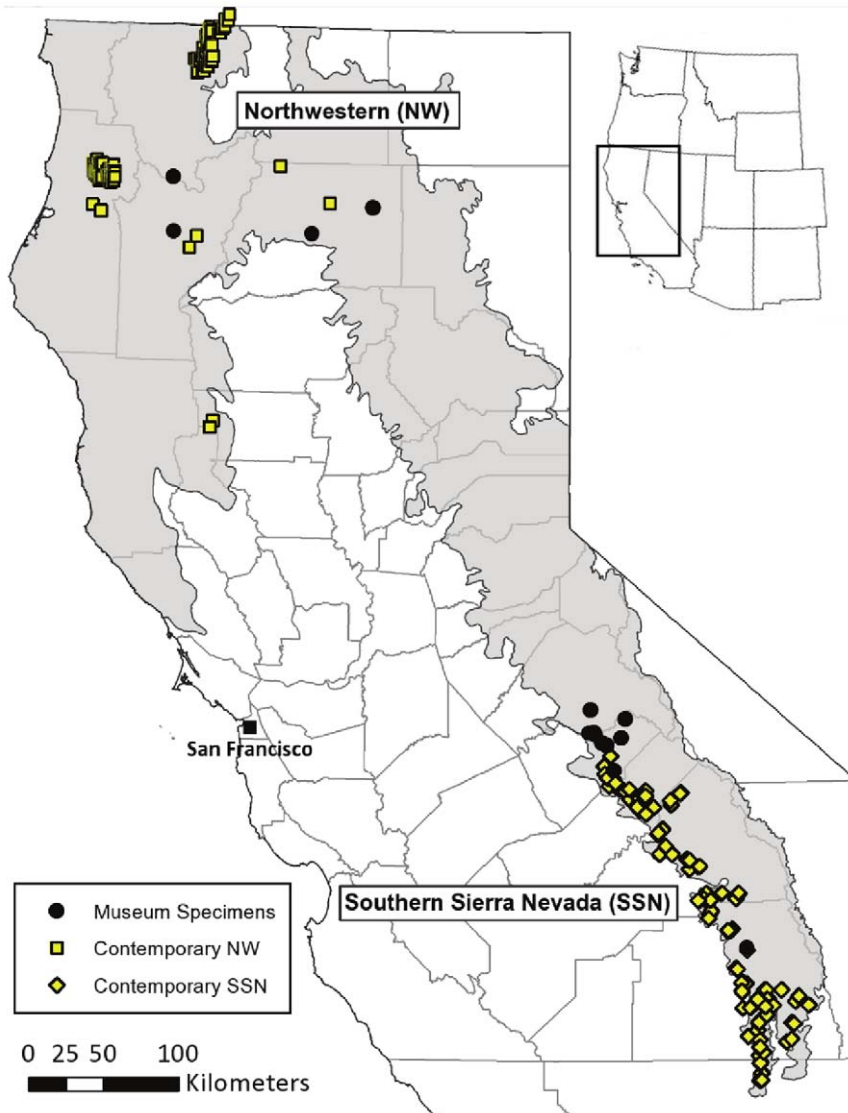 Northwestern (NW)
San Francisco
Southern Sierra Nevada (SSN)
Museum Specimens
Contemporary NW
Contemporary SSN
0 25 50 100
Kilometers